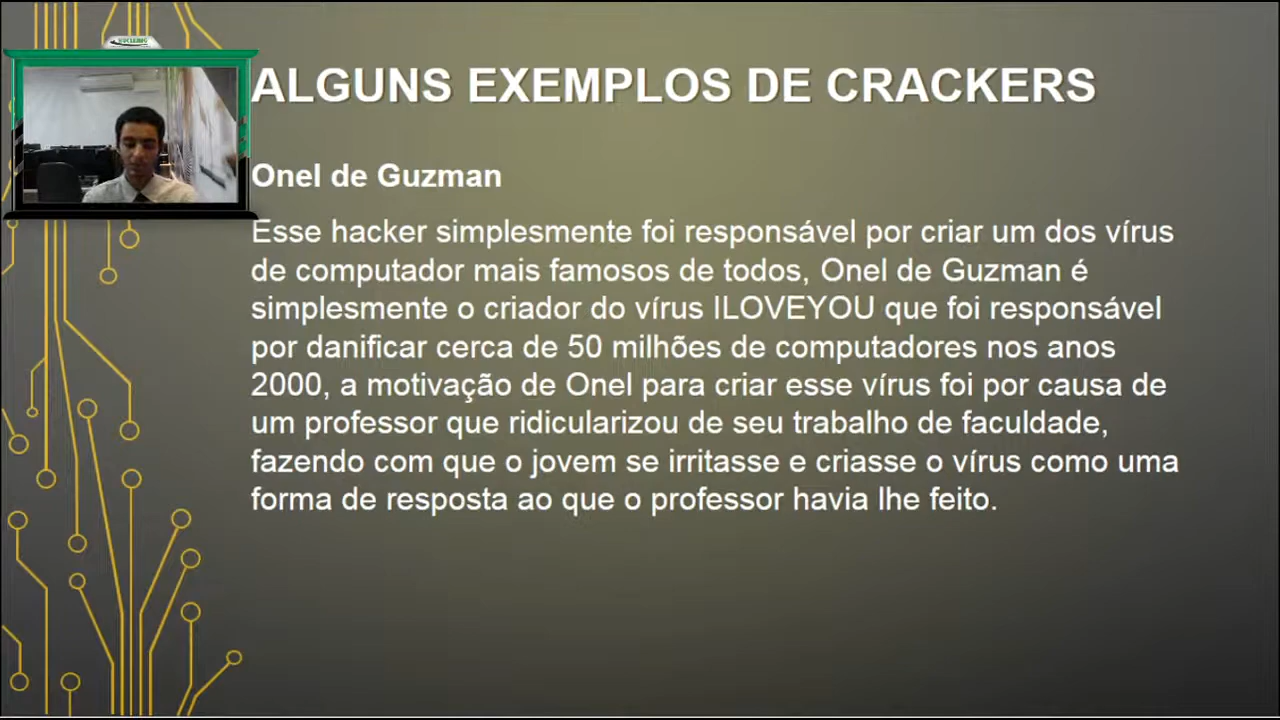 ALGUNS EXEMPLOS DE CRACKERS
Onel de Guzman
Esse hacker simplesmente foi responsável por criar um dos vírus
de computador mais famosos de todos, Onel de Guzman é
simplesmente o criador do vírus ILOVEYOU que foi responsável
por danificar cerca de 50 milhões de computadores nos anos
2000, a motivação de Onel para criar esse vírus foi por causa de
um professor que ridicularizou de seu trabalho de faculdade,
fazendo com que o jovem se irritasse e criasse o vírus como uma
forma de resposta ao que o professor havia lhe feito.